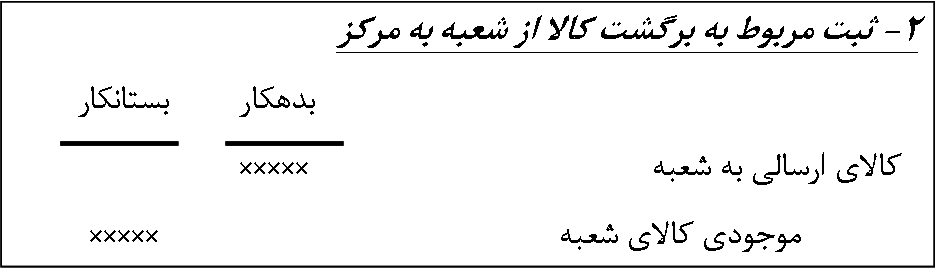 ۲- ثبت مربوط به برگشت کالا از شعبه به مرکز
بدهکار بستانکار
کالای ارسالی به شعبه ×××××
موجودی کالای شعبه ×××××